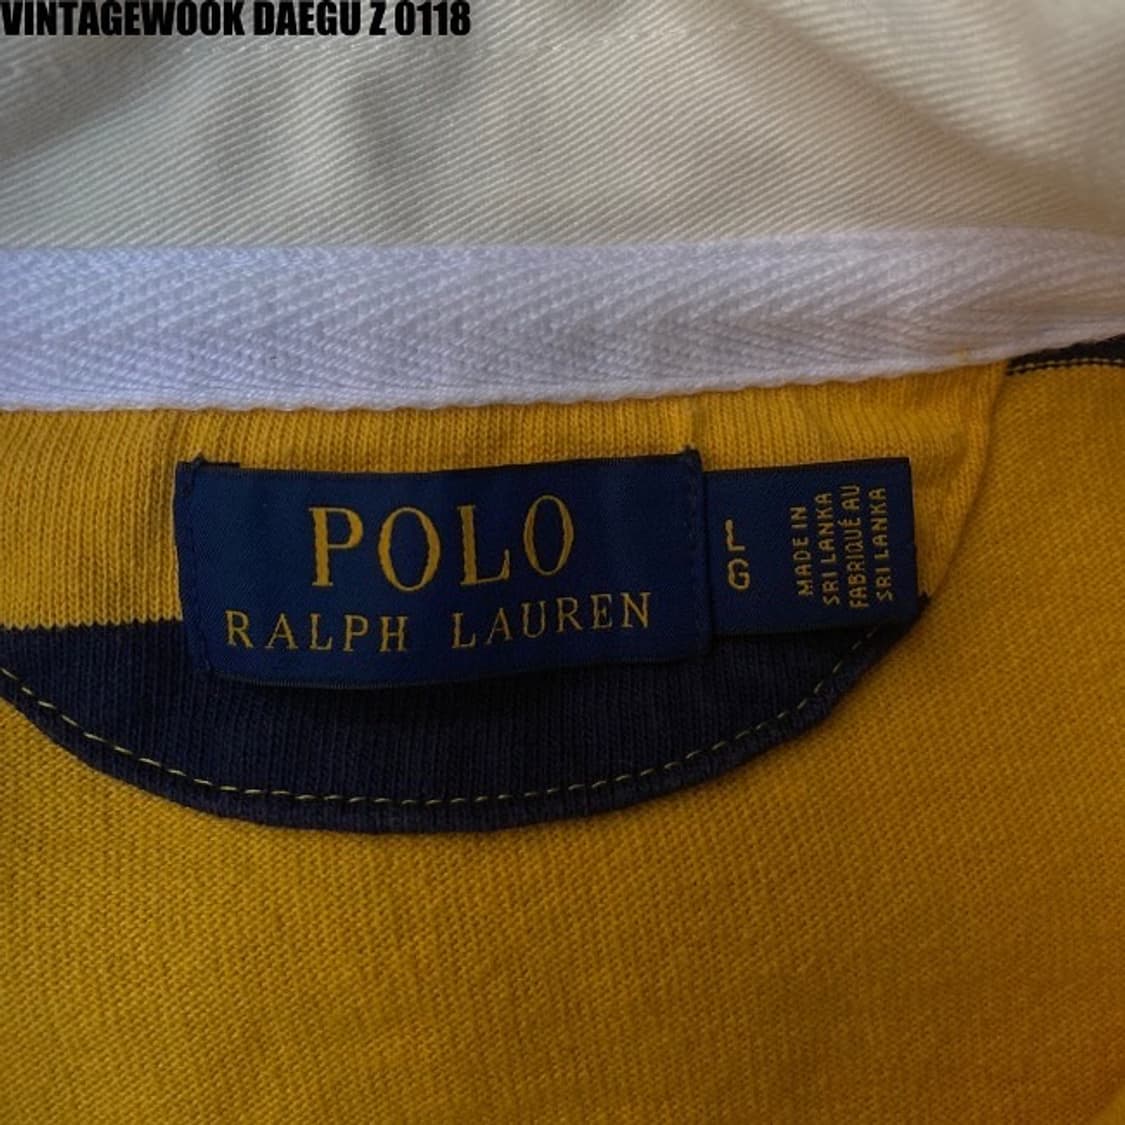 VINTAGEWOOK DAEGU Z 0118
POLO
RALPH LAUREN
L
G
MADE IN
SRI LANKA
FABRIQUÉ AU
SRI LANKA